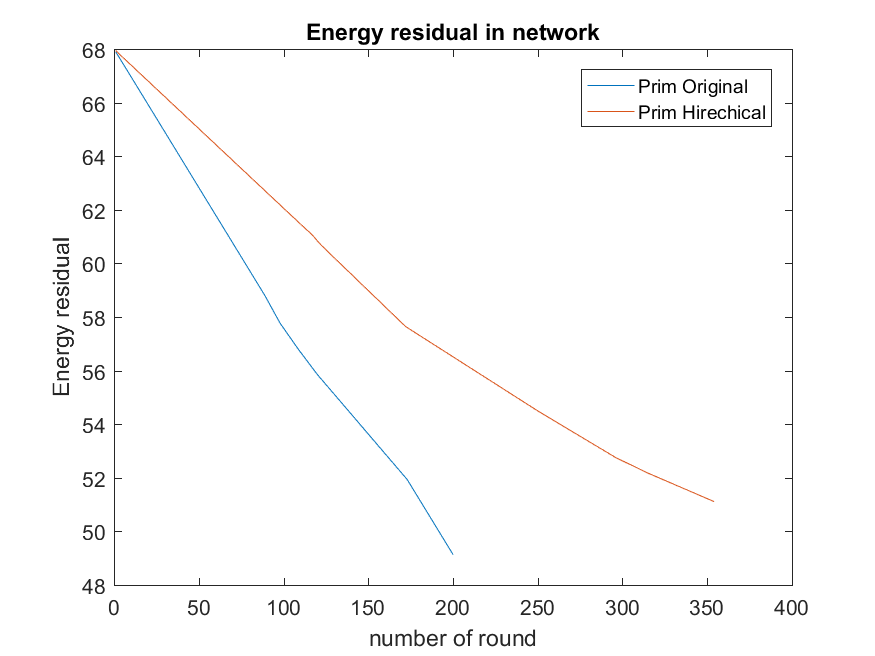 Energy residual in network
Prim Original
Prim Hirechical
Energy residual
68
66
64
62
60
58
56
54
52
50
48
0 50 100 150 200 250 300 350 400
number of round